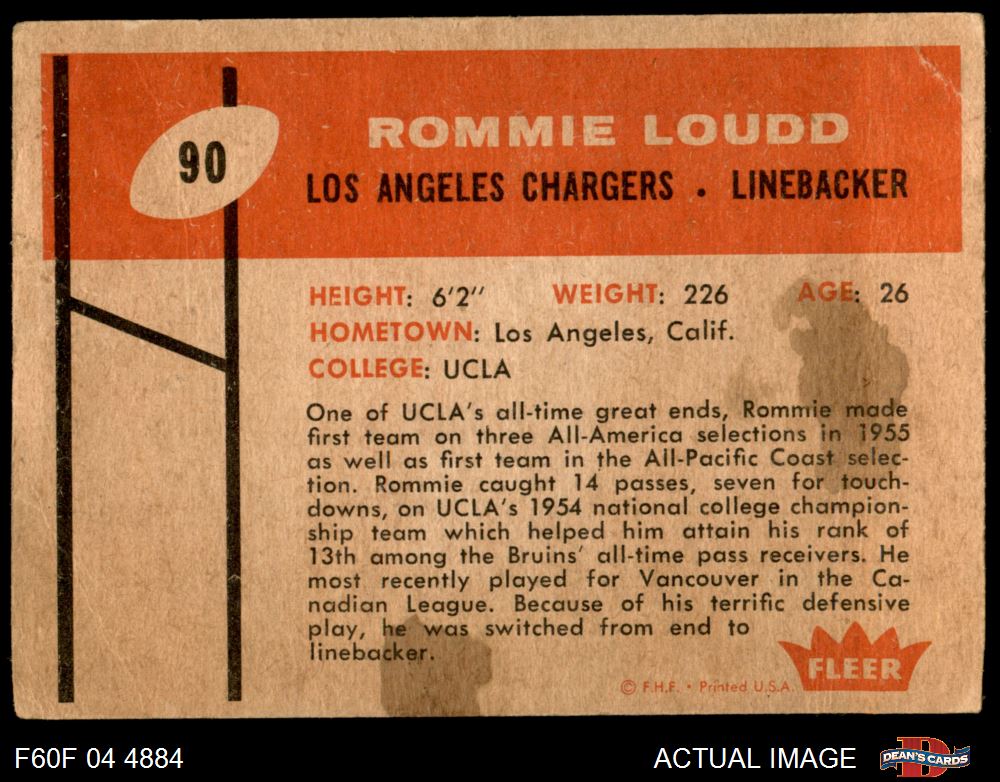 90
ROMMIE LOUDD
LOS ANGELES CHARGERS . LINEBACKER
HEIGHT: 6'2" WEIGHT: 226 AGE: 26
HOMETOWN: Los Angeles, Calif.
COLLEGE: UCLA
One of UCLA's all-time great ends, Rommie made
first team on three All-America selections in 1955
as well as first team in the All-Pacific Coast selec-
tion. Rommie caught 14 passes, seven for touch-
downs, on UCLA's 1954 national college champion-
ship team which helped him attain his rank of
13th among the Bruins' all-time pass receivers. He
most recently played for Vancouver in the Ca-
nadian League. Because of his terrific defensive
play, he was switched from end to
linebacker.
FLEER
© F.H.F. • Printed U.S.A.
F60F 04 4884 ACTUAL IMAGE D DEAN'S CARDS